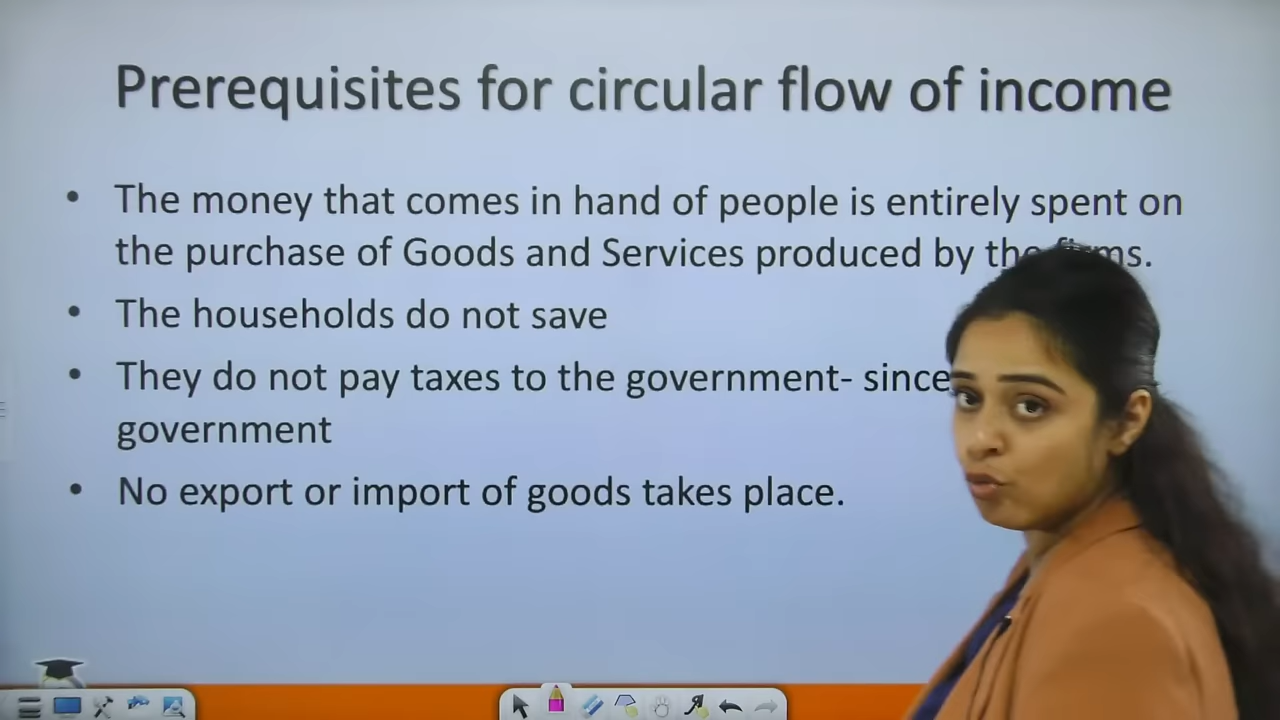 Prerequisites for circular flow of income
• The money that comes in hand of people is entirely spent on
the purchase of Goods and Services produced by the firms.
• The households do not save
• They do not pay taxes to the government- since
government
• No export or import of goods takes place.